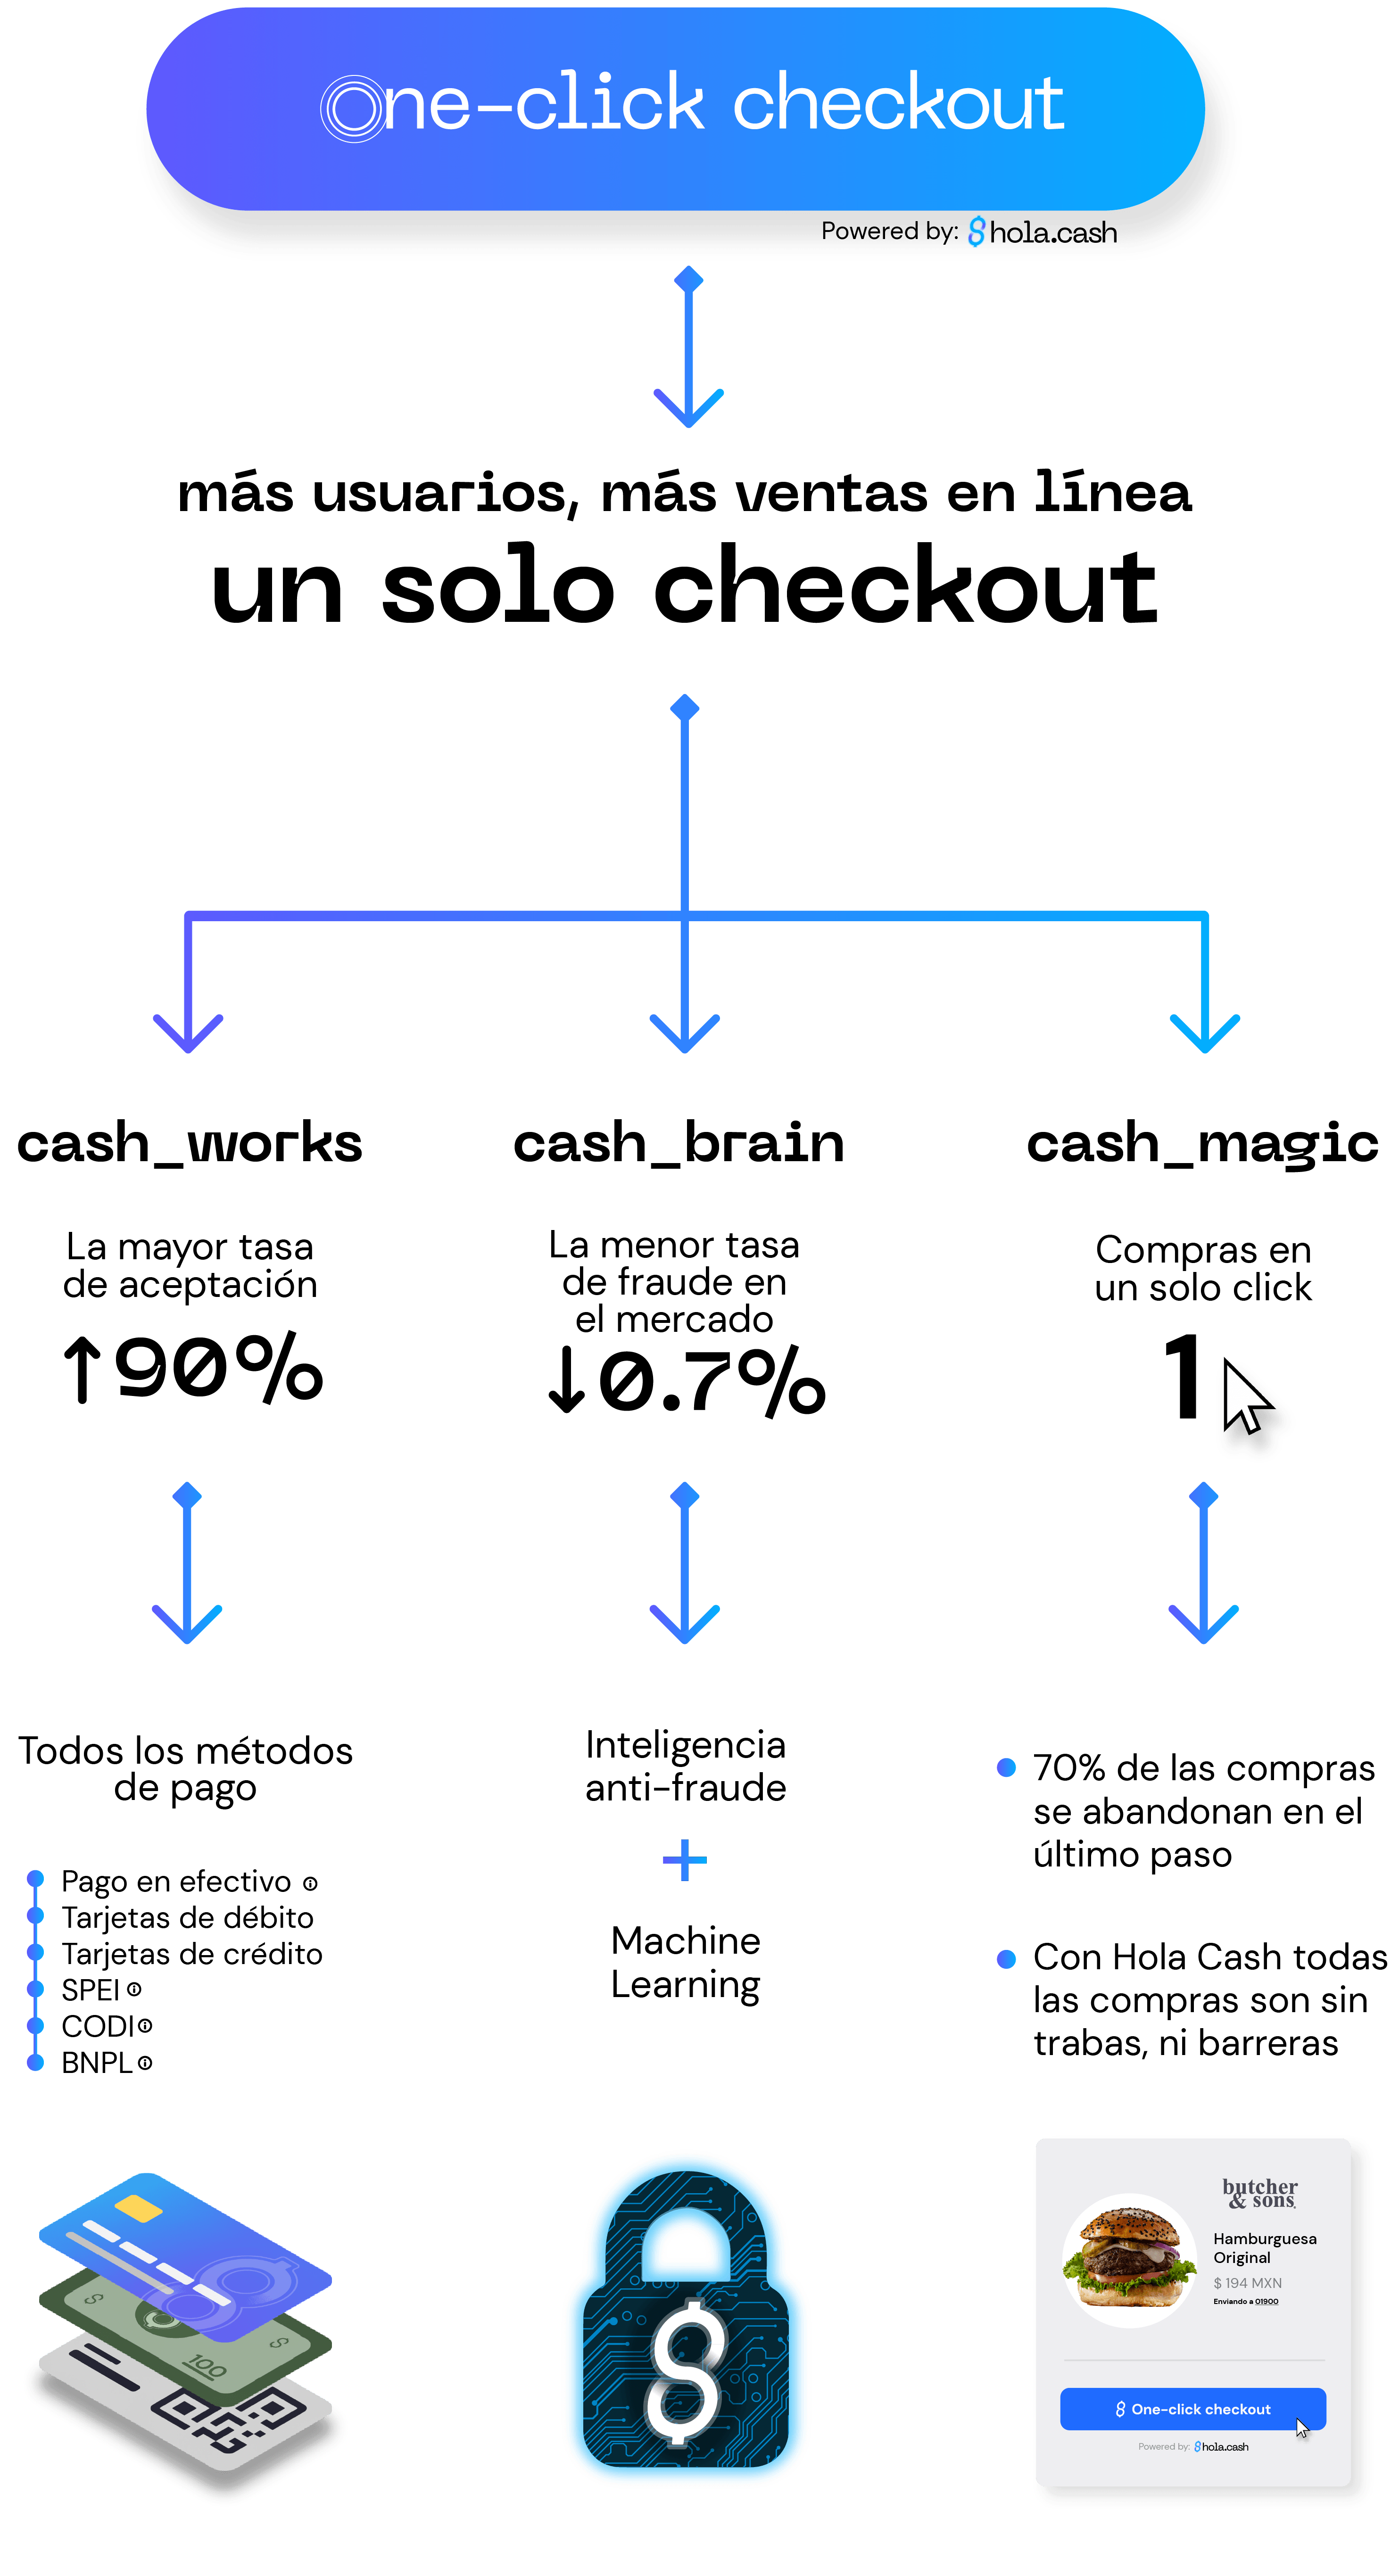 One-click checkout
Powered by: hola.cash
más usuarios, más ventas en línea
un solo checkout
cash_works
La mayor tasa
de aceptación
↑90%
cash_brain
La menor tasa
de fraude en
el mercado
↓0.7%
cash_magic
Compras en
un solo click
1
Todos los métodos
de pago
Pago en efectivo
Tarjetas de débito
Tarjetas de crédito
SPEI
CODI
BNPL
Inteligencia
anti-fraude
+
Machine
Learning
70% de las compras
se abandonan en el
último paso
Con Hola Cash todas
las compras son sin
trabas, ni barreras
100
butcher
& sons
Hamburguesa
Original
$ 194 MXN
Enviando a 01900
One-click checkout
Powered by: hola.cash